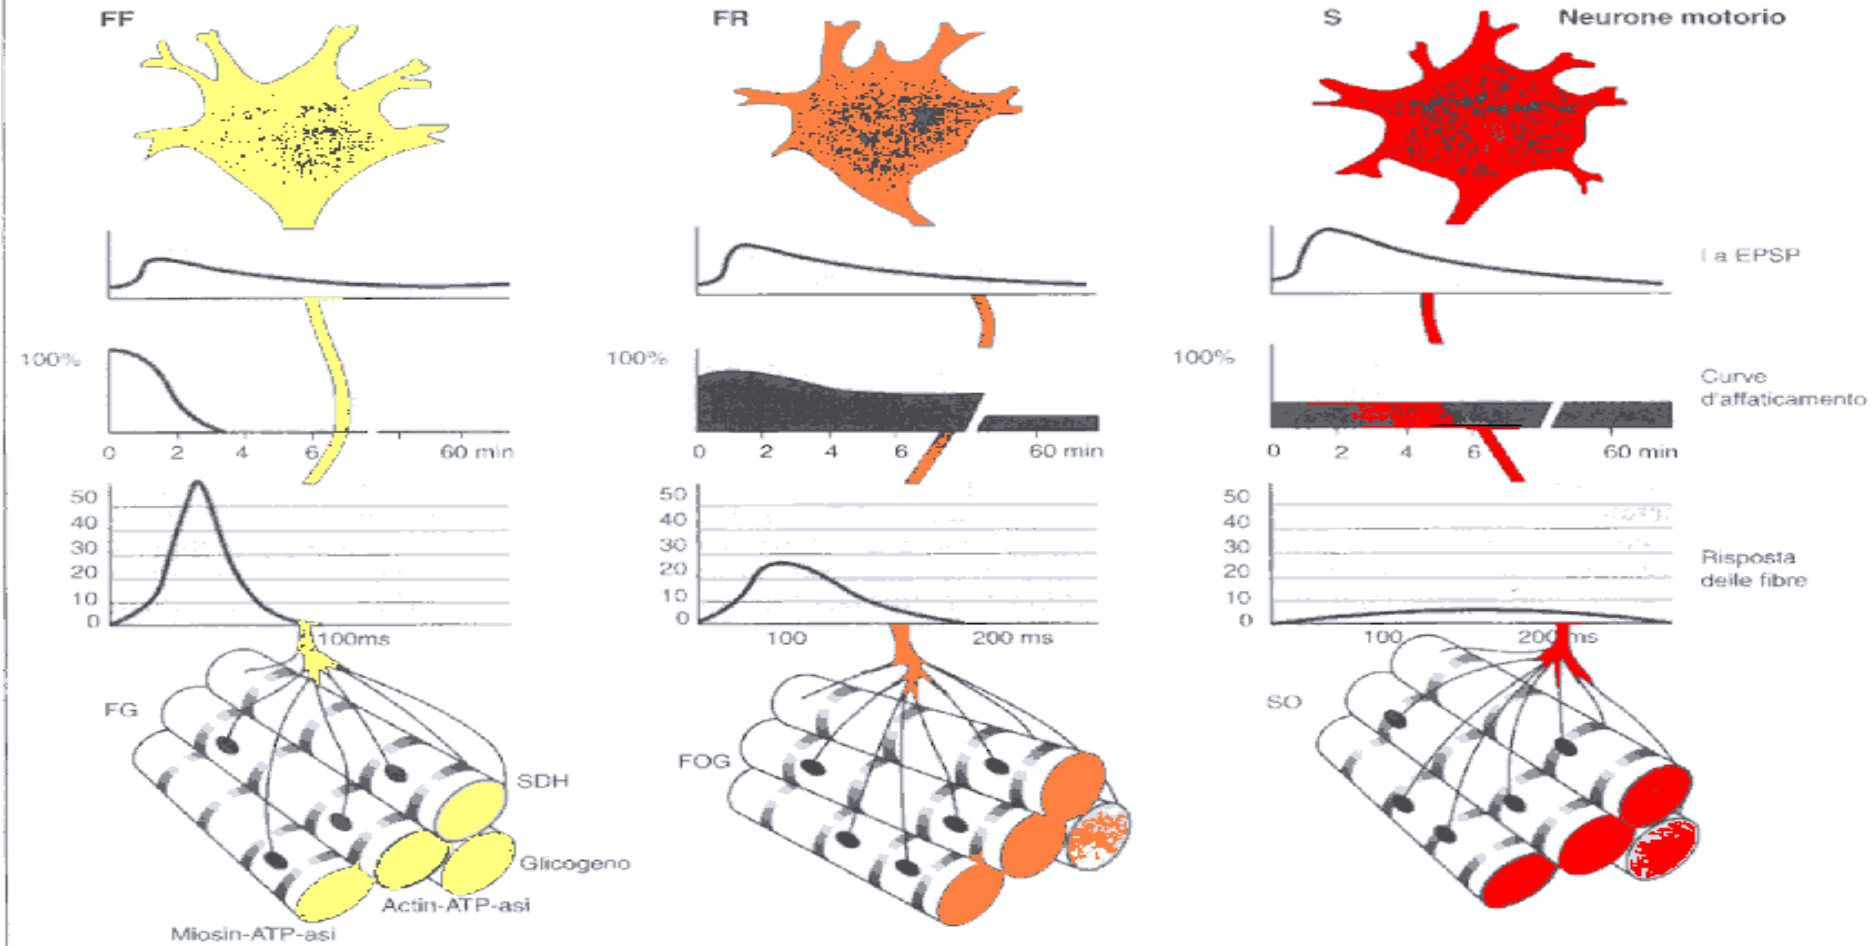 FF
FR
S
Neurone motorio
I a EPSP
100%
100%
100%
Curve
d'affaticamento
0 2 4 6 60 min
0 2 4 6 60 min
0 2 4 6 60 min
50
40
30
20
10
0
50
40
30
20
10
0
50
40
30
20
10
0
Risposta
delle fibre
100ms
100 200 ms
100 200 ms
FG
FOG
SO
SDH
Glicogeno
Actin-ATP-asi
Miosin-ATP-asi